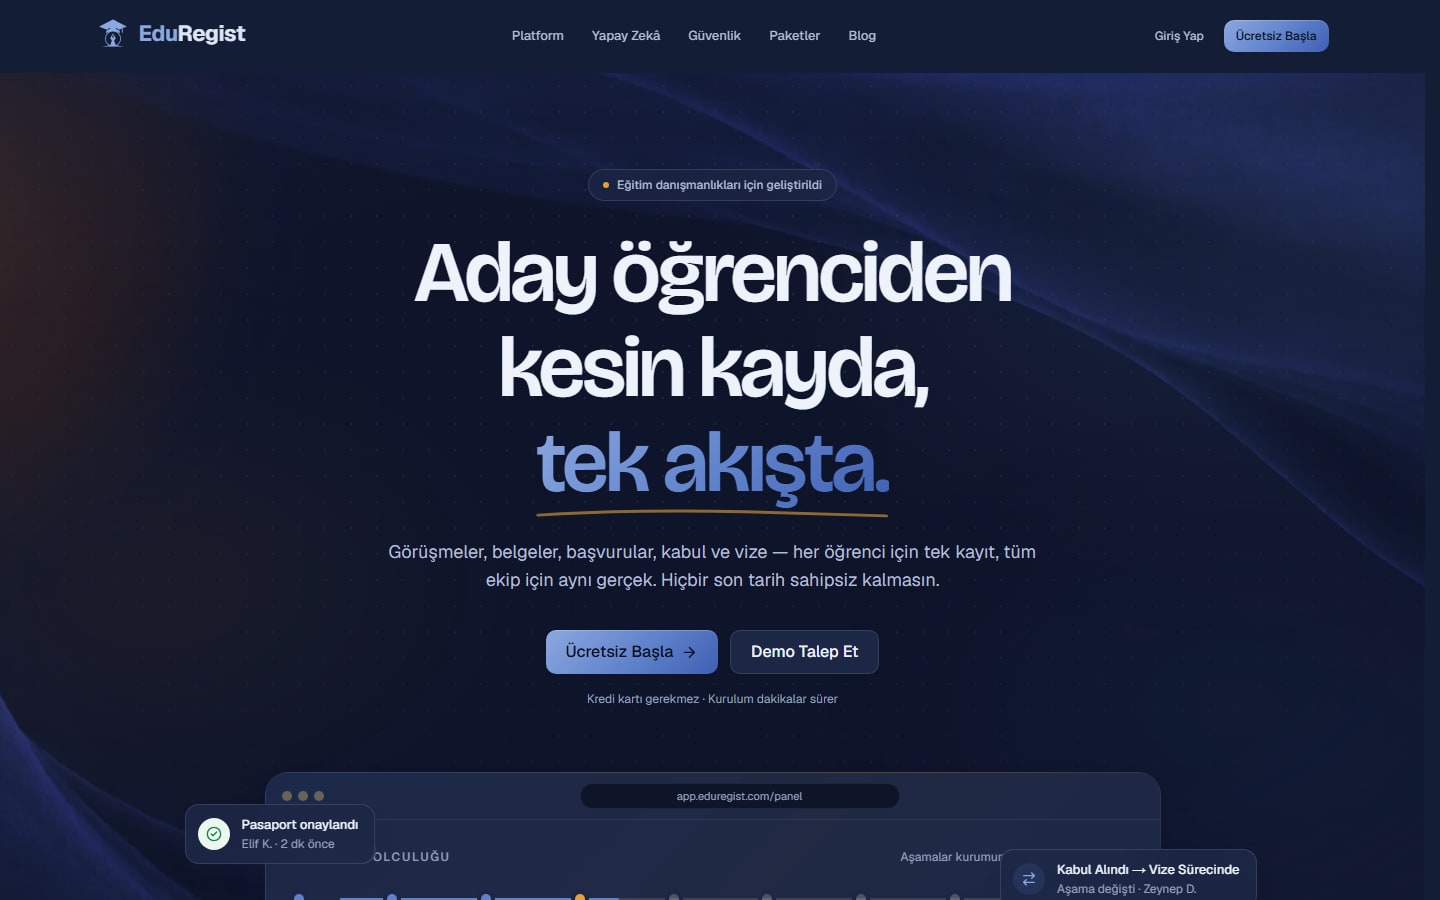 EduRegist
Platform
Yapay Zekâ
Güvenlik
Paketler
Blog
Giriş Yap
Ücretsiz Başla
Eğitim danışmanlıkları için geliştirildi
Aday öğrenciden
kesin kayda,
tek akışta.
Görüşmeler, belgeler, başvurular, kabul ve vize — her öğrenci için tek kayıt, tüm
ekip için aynı gerçek. Hiçbir son tarih sahipsiz kalmasın.
Ücretsiz Başla →
Demo Talep Et
Kredi kartı gerekmez · Kurulum dakikalar sürer
app.eduregist.com/panel
Pasaport onaylandı
Elif K. · 2 dk önce
OLCULUĞU
Aşamalar kurumun
Kabul Alındı → Vize Sürecinde
Aşama değişti · Zeynep D.